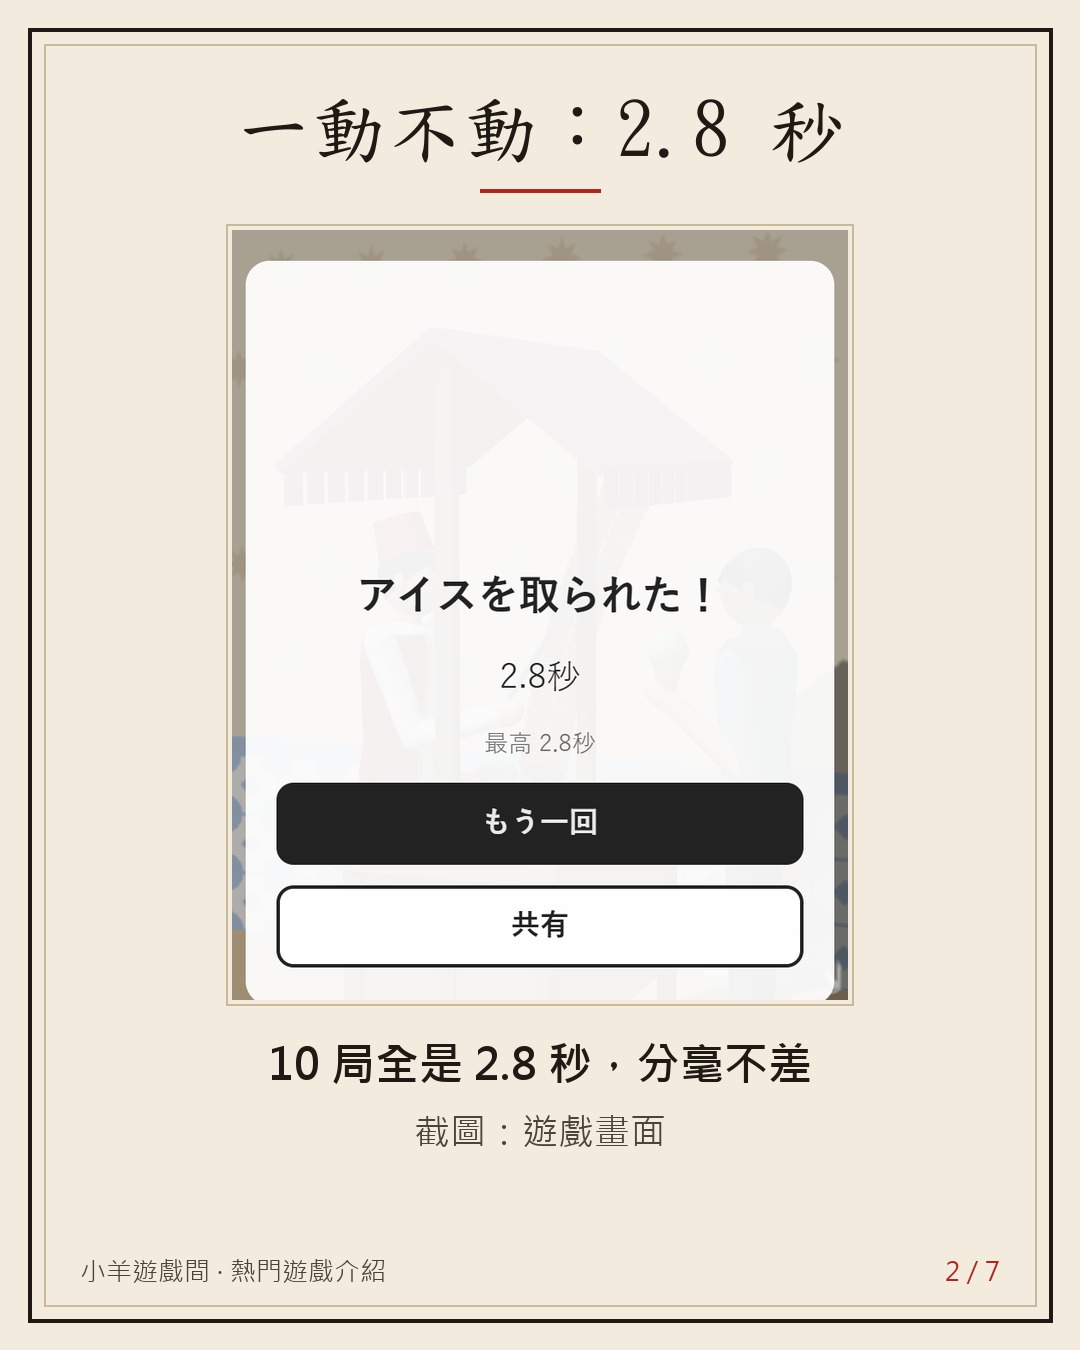 一動不動：2.8 秒
アイスを取られた！
2.8秒
最高 2.8秒
もう一回
共有
10 局全是 2.8 秒，分毫不差
截圖：遊戲畫面
小羊遊戲間 · 熱門遊戲介紹
2 / 7